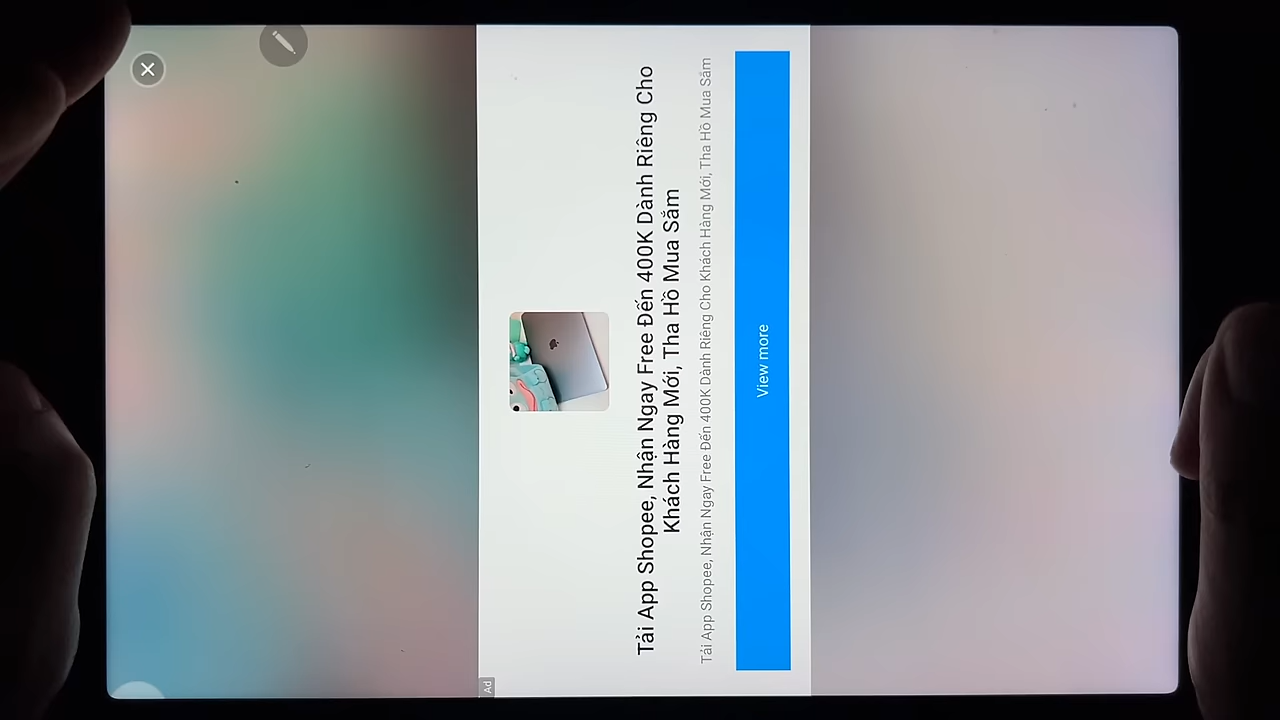 Tải App Shopee, Nhận Ngay Free Đến 400K Dành Riêng Cho
Khách Hàng Mới, Tha Hồ Mua Sắm
Tải App Shopee, Nhận Ngay Free Đến 400K Dành Riêng Cho Khách Hàng Mới, Tha Hồ Mua Sắm
View more
Ad